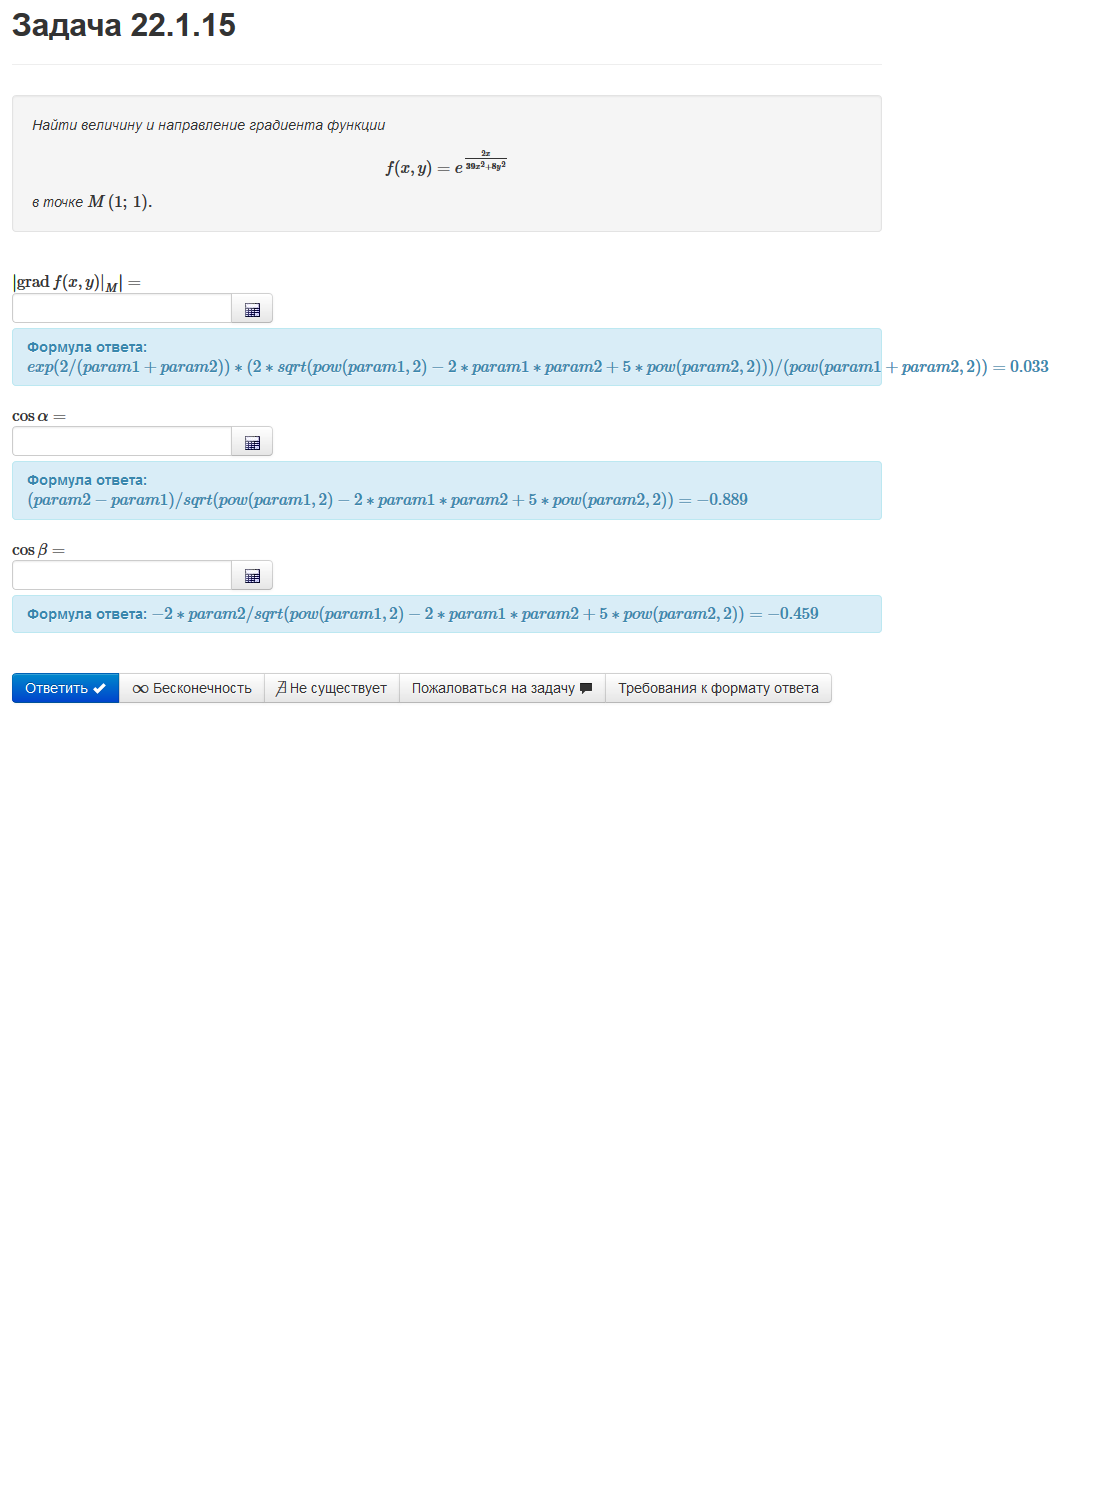 Задача 22.1.15
Найти величину и направление градиента функции
f(x, y) = e^{\frac{2x}{39x^2+8y^2}}
в точке M (1; 1).
|grad f(x, y)|_M| =
Формула ответа:
exp(2/(param1 + param2)) * (2 * sqrt(pow(param1, 2) − 2 * param1 * param2 + 5 * pow(param2, 2)))/(pow(param1 + param2, 2)) = 0.033
cos α =
Формула ответа:
(param2 − param1)/sqrt(pow(param1, 2) − 2 * param1 * param2 + 5 * pow(param2, 2)) = −0.889
cos β =
Формула ответа: −2 * param2/sqrt(pow(param1, 2) − 2 * param1 * param2 + 5 * pow(param2, 2)) = −0.459
Ответить ✔ ∞ Бесконечность ∄ Не существует Пожаловаться на задачу Требования к формату ответа